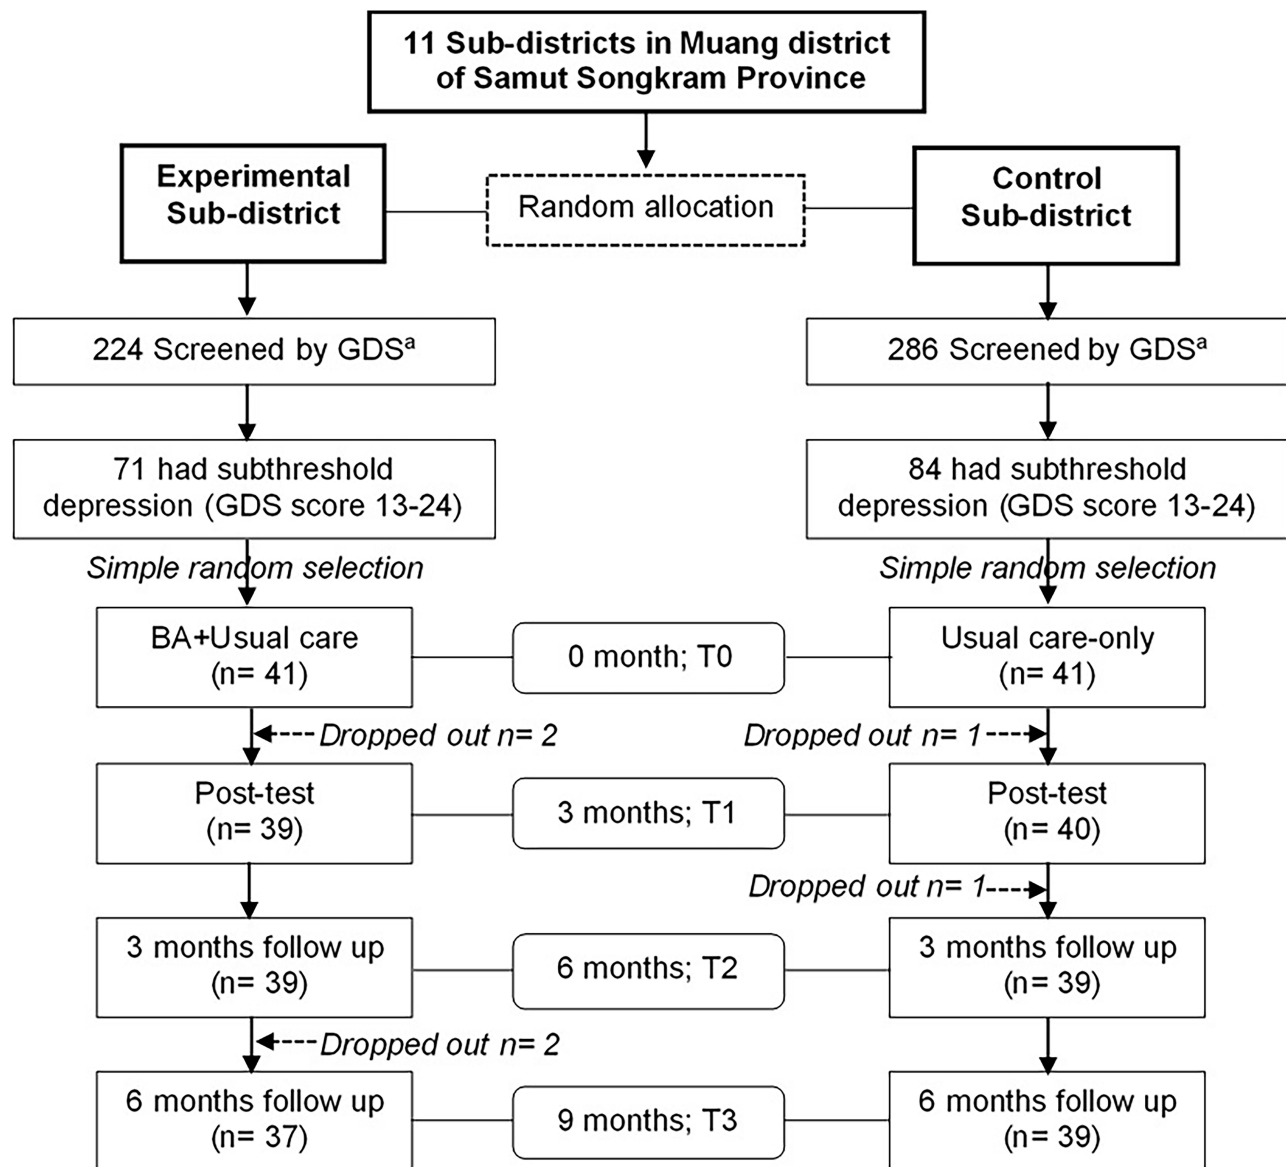 11 Sub-districts in Muang district
of Samut Songkram Province
Experimental
Sub-district
Random allocation
Control
Sub-district
224 Screened by GDSᵃ
286 Screened by GDSᵃ
71 had subthreshold
depression (GDS score 13-24)
84 had subthreshold
depression (GDS score 13-24)
Simple random selection
Simple random selection
BA+Usual care
(n= 41)
0 month; T0
Usual care-only
(n= 41)
Dropped out n= 2
Dropped out n= 1
Post-test
(n= 39)
3 months; T1
Post-test
(n= 40)
Dropped out n= 1
3 months follow up
(n= 39)
6 months; T2
3 months follow up
(n= 39)
Dropped out n= 2
6 months follow up
(n= 37)
9 months; T3
6 months follow up
(n= 39)